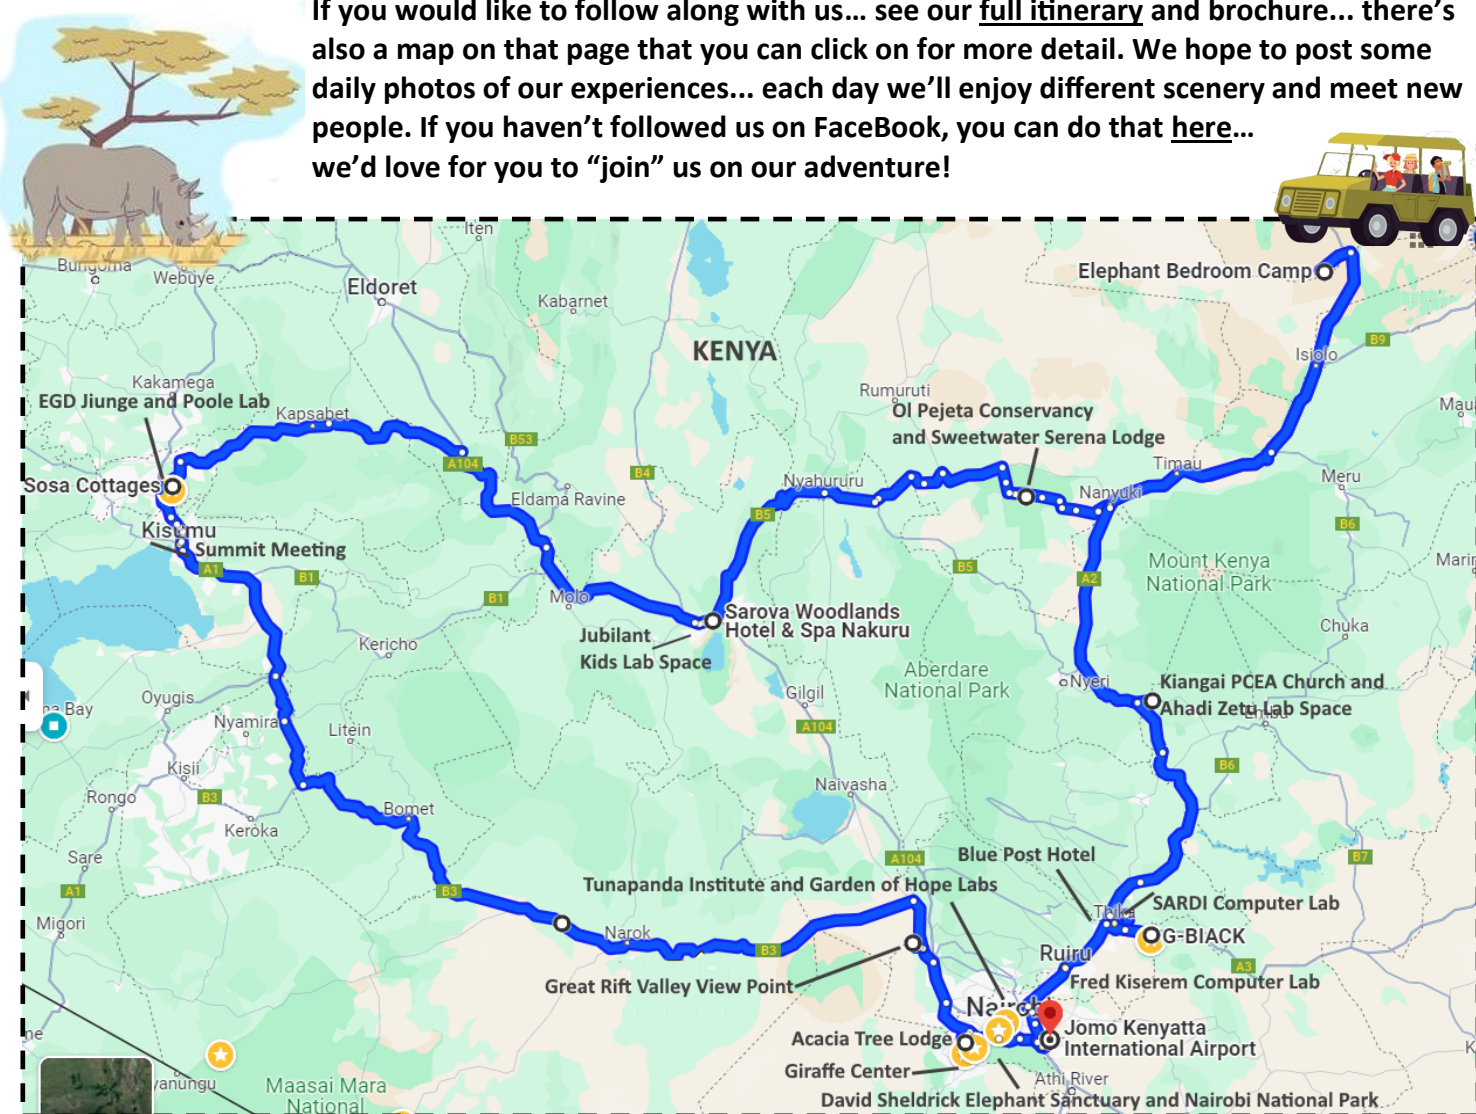 If you would like to follow along with us... see our full itinerary and brochure... there's
also a map on that page that you can click on for more detail. We hope to post some
daily photos of our experiences... each day we'll enjoy different scenery and meet new
people. If you haven't followed us on FaceBook, you can do that here...
we'd love for you to "join" us on our adventure!
Iten
Bungoma
Webuye
Eldoret
Kabarnet
Elephant Bedroom Camp
KENYA
B9
Isiolo
Kakamega
EGD Jiunge and Poole Lab
Kapsabet
Rumuruti
Ol Pejeta Conservancy
and Sweetwater Serena Lodge
B53
A104
B4
Timau
Meru
Sosa Cottages
Eldama Ravine
Nyahururu
Nanyuki
B5
B6
Kisumu
Summit Meeting
A1
B1
B5
A2
Mount Kenya
National Park
B1
Molo
Sarova Woodlands
Hotel & Spa Nakuru
Jubilant
Kids Lab Space
Kericho
Chuka
Aberdare
National Park
Nyeri
Kiangai PCEA Church and
Ahadi Zetu Lab Space
Oyugis
Gilgil
Nyamira
Litein
A104
Kisii
B6
Rongo
B3
Naivasha
Bomet
Keroka
Sare
A104
Blue Post Hotel
B7
A1
B3
Tunapanda Institute and Garden of Hope Labs
SARDI Computer Lab
Thika
Migori
Narok
B3
G-BIACK
Ruiru
A3
Great Rift Valley View Point
Fred Kiserem Computer Lab
Nairobi
Acacia Tree Lodge
Jomo Kenyatta
International Airport
Giraffe Center
Athi River
Maasai Mara
National
David Sheldrick Elephant Sanctuary and Nairobi National Park